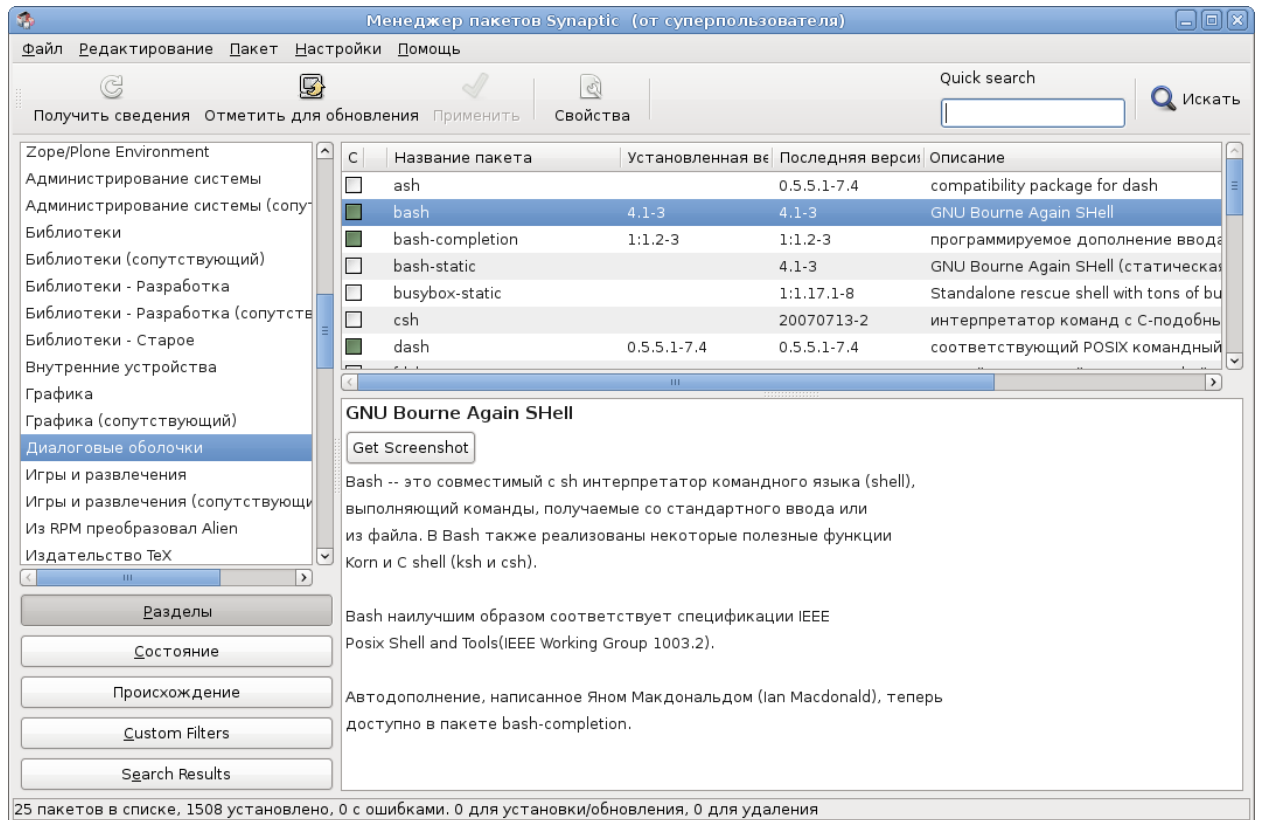 Менеджер пакетов Synaptic (от суперпользователя)
Файл Редактирование Пакет Настройки Помощь
Получить сведения Отметить для обновления Применить Свойства
Quick search
Искать
Zope/Plone Environment
Администрирование системы
Администрирование системы (сопут
Библиотеки
Библиотеки (сопутствующий)
Библиотеки - Разработка
Библиотеки - Разработка (сопутств
Библиотеки - Старое
Внутренние устройства
Графика
Графика (сопутствующий)
Диалоговые оболочки
Игры и развлечения
Игры и развлечения (сопутствующи
Из RPM преобразовал Alien
Издательство TeX
Разделы
Состояние
Происхождение
Custom Filters
Search Results
С Название пакета Установленная ве Последняя верси Описание
ash 0.5.5.1-7.4 compatibility package for dash
bash 4.1-3 4.1-3 GNU Bourne Again SHell
bash-completion 1:1.2-3 1:1.2-3 программируемое дополнение ввода
bash-static 4.1-3 GNU Bourne Again SHell (статическая
busybox-static 1:1.17.1-8 Standalone rescue shell with tons of bu
csh 20070713-2 интерпретатор команд с C-подобнь
dash 0.5.5.1-7.4 0.5.5.1-7.4 соответствующий POSIX командный
GNU Bourne Again SHell
Get Screenshot
Bash -- это совместимый с sh интерпретатор командного языка (shell),
выполняющий команды, получаемые со стандартного ввода или
из файла. В Bash также реализованы некоторые полезные функции
Korn и C shell (ksh и csh).
Bash наилучшим образом соответствует спецификации IEEE
Posix Shell and Tools(IEEE Working Group 1003.2).
Автодополнение, написанное Яном Макдональдом (Ian Macdonald), теперь
доступно в пакете bash-completion.
25 пакетов в списке, 1508 установлено, 0 с ошибками. 0 для установки/обновления, 0 для удаления